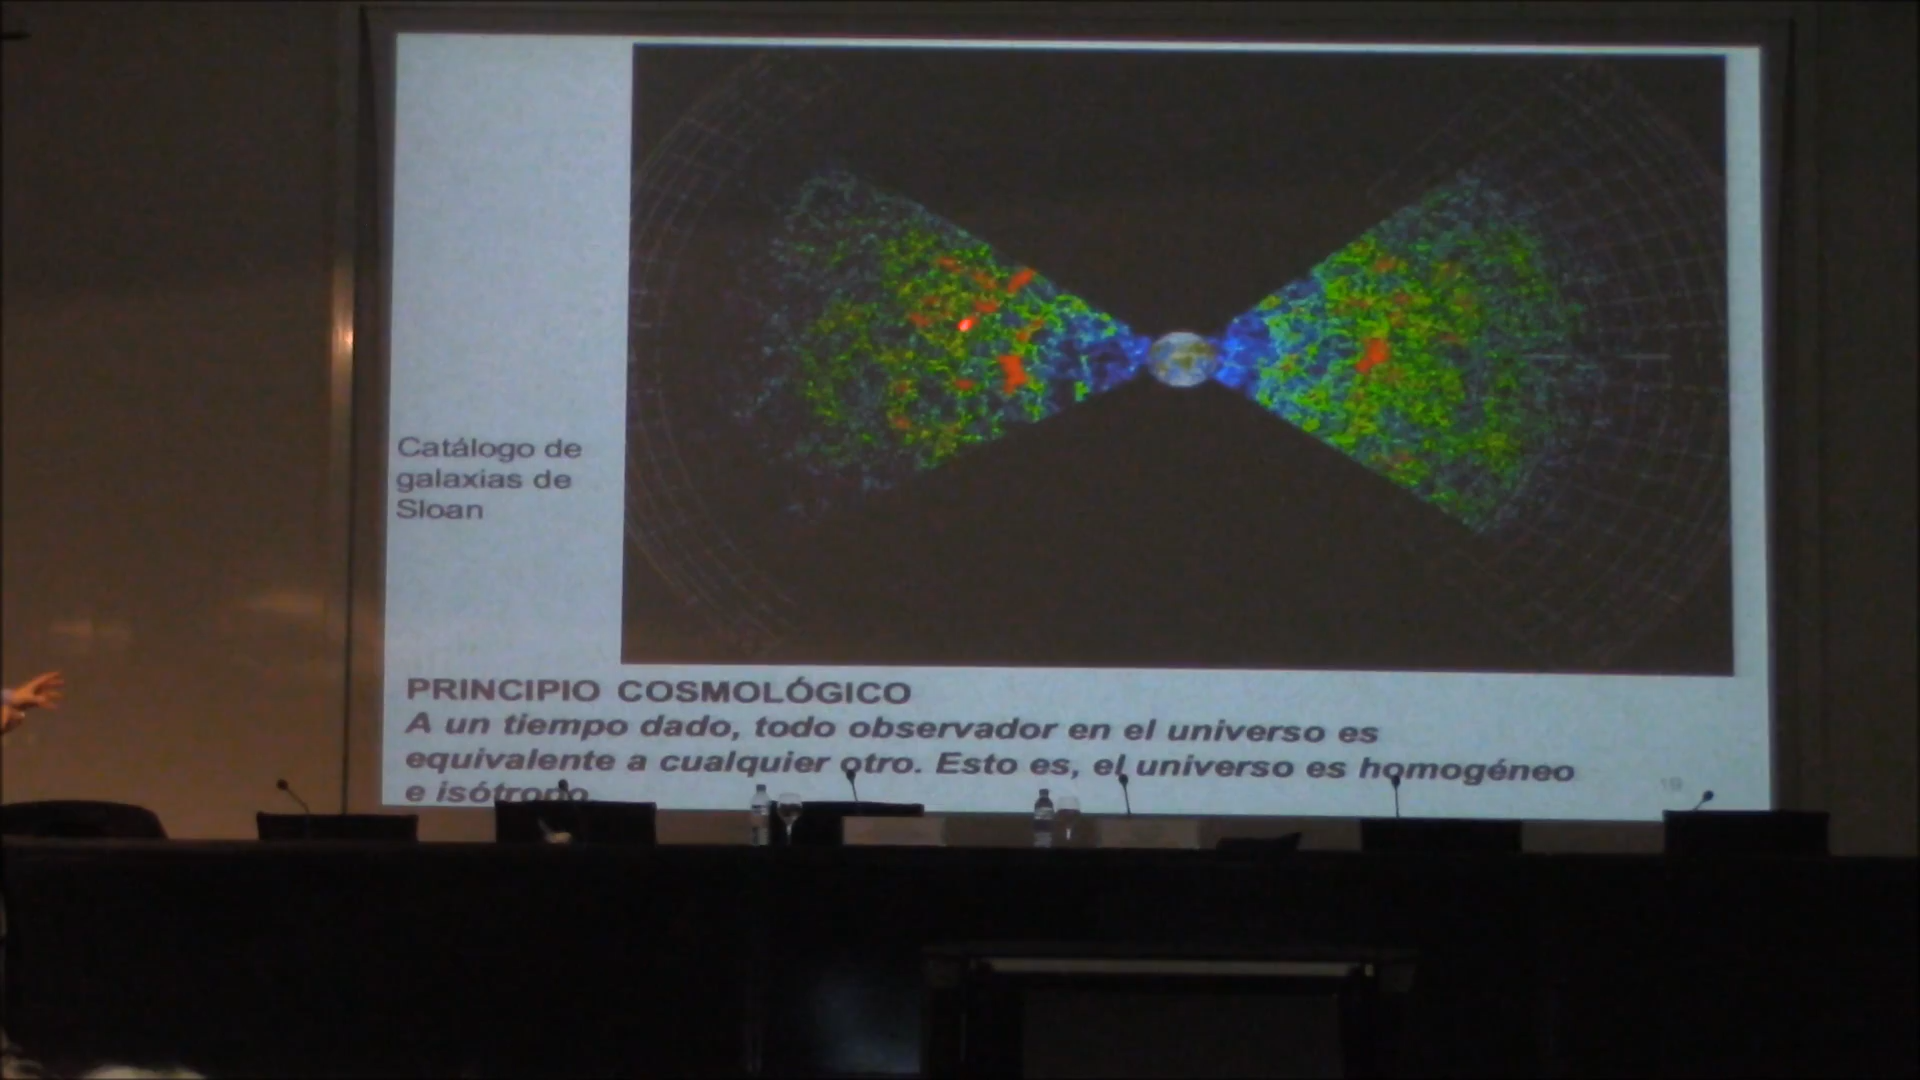 Catálogo de
galaxias de
Sloan
PRINCIPIO COSMOLÓGICO
A un tiempo dado, todo observador en el universo es
equivalente a cualquier otro. Esto es, el universo es homogéneo
e isótropo